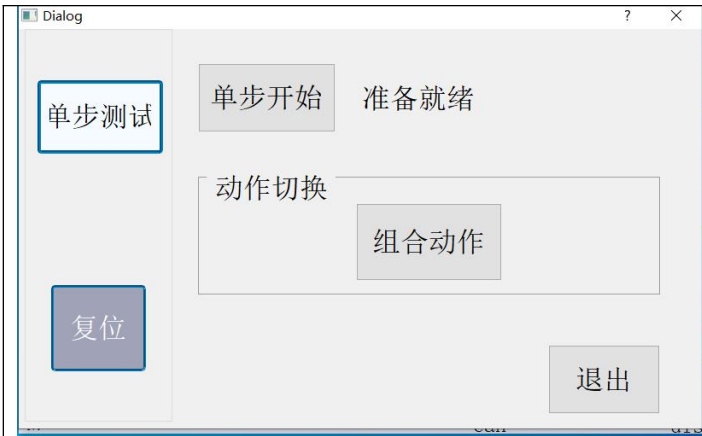 Dialog ? ×
单步测试
单步开始 准备就绪
动作切换
组合动作
复位
退出